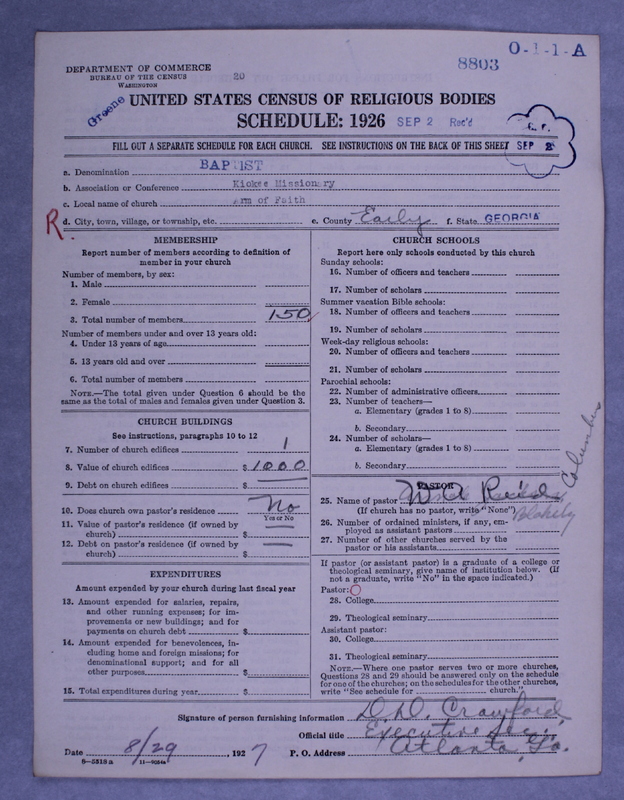 O-1-1-A
8803
DEPARTMENT OF COMMERCE
BUREAU OF THE CENSUS
WASHINGTON
20
Greene
UNITED STATES CENSUS OF RELIGIOUS BODIES
SCHEDULE: 1926 SEP 2 Rec'd
SEP 2
FILL OUT A SEPARATE SCHEDULE FOR EACH CHURCH. SEE INSTRUCTIONS ON THE BACK OF THIS SHEET
a. Denomination BAPTIST
b. Association or Conference Kiokee Missionary
c. Local name of church Arm of Faith
R. d. City, town, village, or township, etc. e. County Early f. State GEORGIA
MEMBERSHIP
Report number of members according to definition of
member in your church
Number of members, by sex:
1. Male
2. Female
3. Total number of members 150
Number of members under and over 13 years old:
4. Under 13 years of age
5. 13 years old and over
6. Total number of members
NOTE.—The total given under Question 6 should be the
same as the total of males and females given under Question 3.
CHURCH BUILDINGS
See instructions, paragraphs 10 to 12
7. Number of church edifices 1
8. Value of church edifices $1000
9. Debt on church edifices $
10. Does church own pastor's residence No
Yes or No
11. Value of pastor's residence (if owned by
church) $
12. Debt on pastor's residence (if owned by
church) $
EXPENDITURES
Amount expended by your church during last fiscal year
13. Amount expended for salaries, repairs,
and other running expenses; for im-
provements or new buildings; and for
payments on church debt $
14. Amount expended for benevolences, in-
cluding home and foreign missions; for
denominational support; and for all
other purposes $
15. Total expenditures during year $
CHURCH SCHOOLS
Report here only schools conducted by this church
Sunday schools:
16. Number of officers and teachers
17. Number of scholars
Summer vacation Bible schools:
18. Number of officers and teachers
19. Number of scholars
Week-day religious schools:
20. Number of officers and teachers
21. Number of scholars
Parochial schools:
22. Number of administrative officers
23. Number of teachers—
a. Elementary (grades 1 to 8)
b. Secondary
24. Number of scholars—
a. Elementary (grades 1 to 8)
b. Secondary
PASTOR
25. Name of pastor W. A. Reid Columbus
(If church has no pastor, write "None") Blakely
26. Number of ordained ministers, if any, em-
ployed as assistant pastors
27. Number of other churches served by the
pastor or his assistants
If pastor (or assistant pastor) is a graduate of a college or
theological seminary, give name of institution below. (If
not a graduate, write "No" in the space indicated.)
Pastor:
28. College
29. Theological seminary
Assistant pastor:
30. College
31. Theological seminary
NOTE.—Where one pastor serves two or more churches,
Questions 28 and 29 should be answered only on the schedule
for one of the churches; on the schedules for the other churches,
write "See schedule for church."
Signature of person furnishing information D. D. Crawford
Official title Executive Sec.
Date 8/29, 1927 P. O. Address Atlanta, Ga.